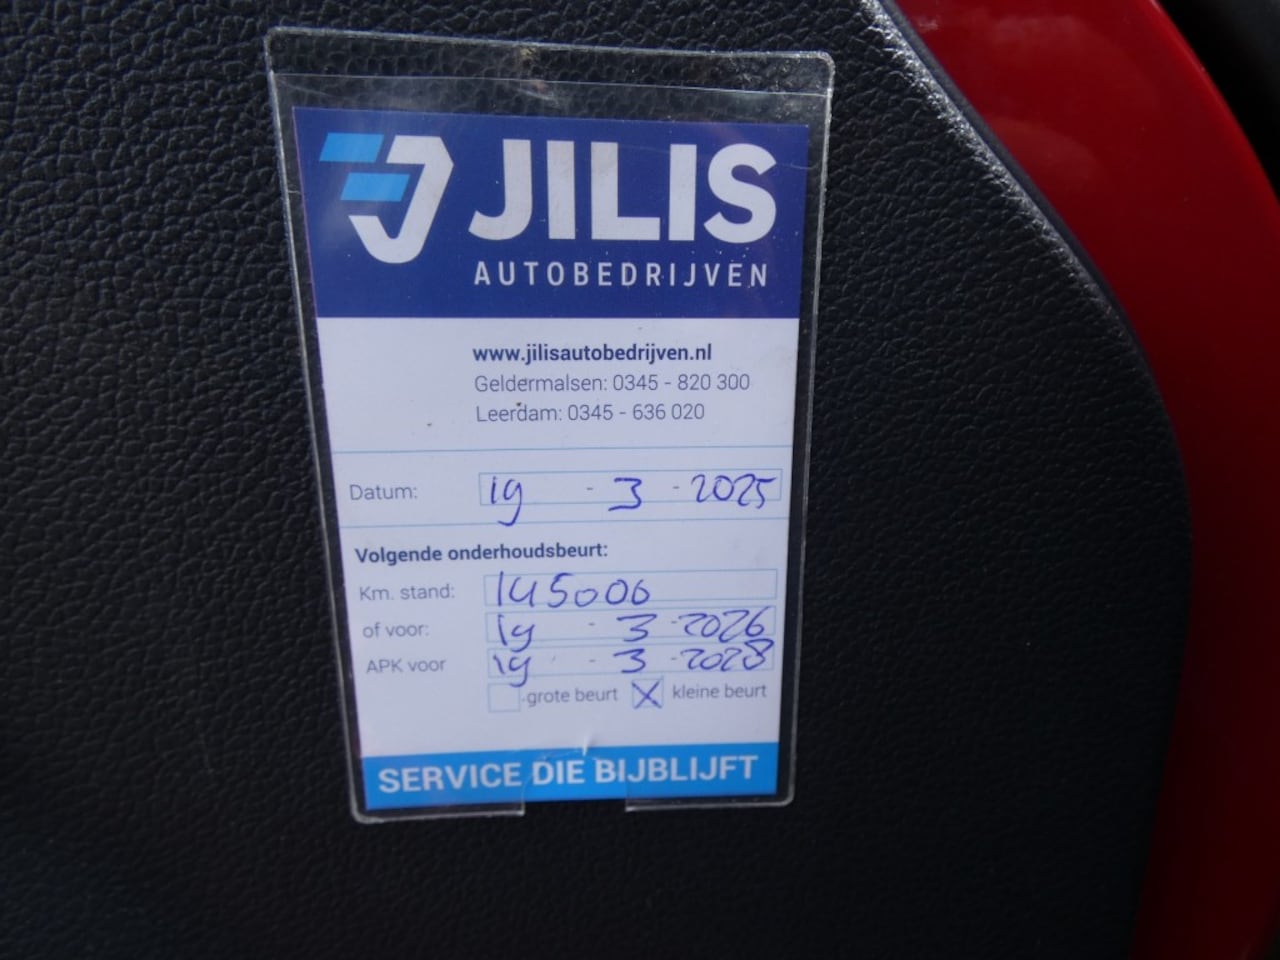 JILIS
AUTOBEDRIJVEN
www.jilisautobedrijven.nl
Geldermalsen: 0345 - 820 300
Leerdam: 0345 - 636 020
Datum: 19 - 3 - 2025
Volgende onderhoudsbeurt:
Km. stand: 145000
of voor: 19 - 3 - 2026
APK voor 19 - 3 - 2028
grote beurt X kleine beurt
SERVICE DIE BIJBLIJFT